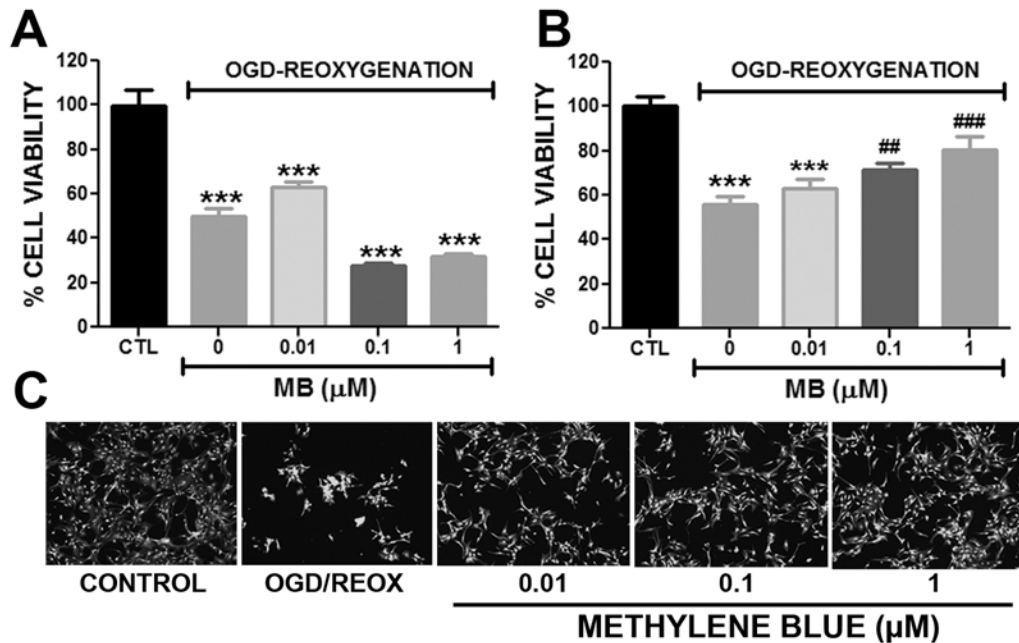 A
% CELL VIABILITY
120
100
80
60
40
20
0
OGD-REOXYGENATION
***
***
***
***
CTL
0
0.01
0.1
1
MB (μM)
B
% CELL VIABILITY
120
100
80
60
40
20
0
OGD-REOXYGENATION
***
***
##
###
CTL
0
0.01
0.1
1
MB (μM)
C
CONTROL
OGD/REOX
0.01
0.1
1
METHYLENE BLUE (μM)